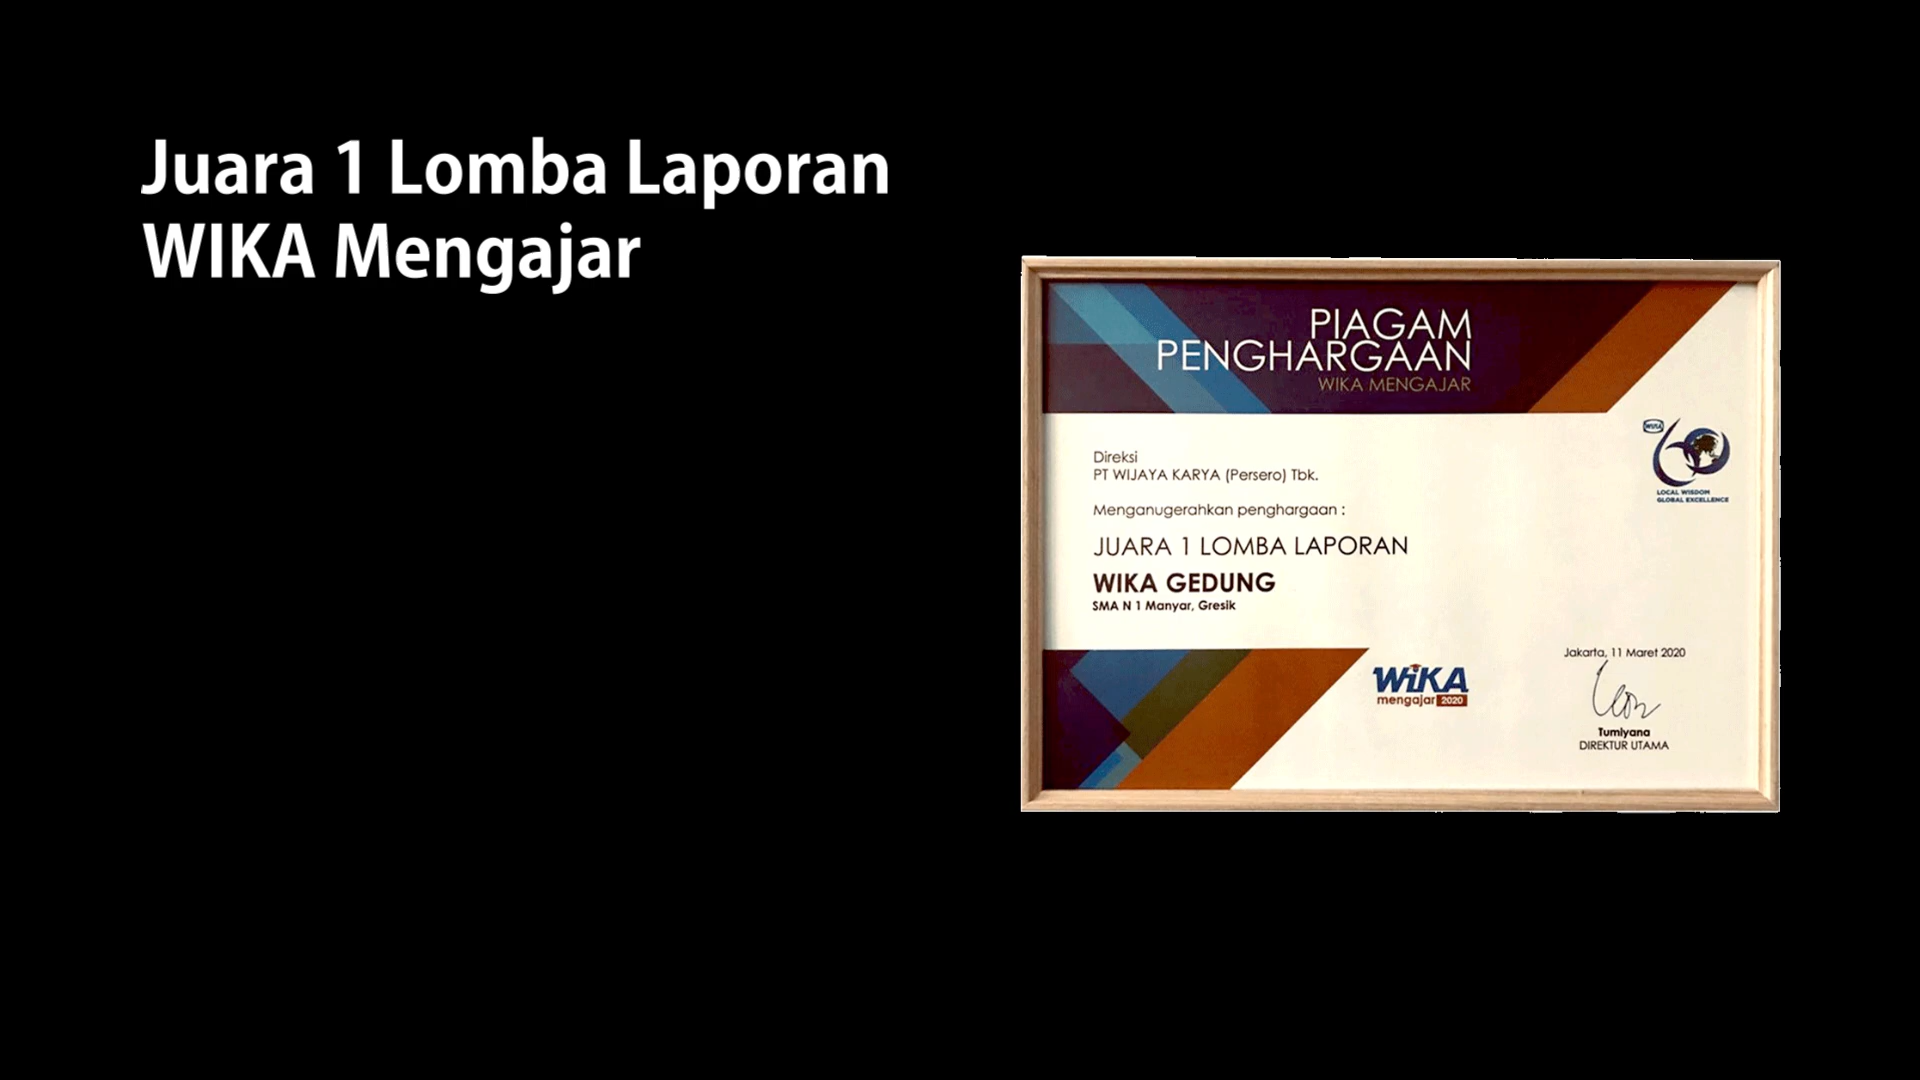 Juara 1 Lomba Laporan
WIKA Mengajar
PIAGAM
PENGHARGAAN
WIKA MENGAJAR
WIKA
60
LOCAL WISDOM
GLOBAL EXCELLENCE
Direksi
PT WIJAYA KARYA (Persero) Tbk.
Menganugerahkan penghargaan :
JUARA 1 LOMBA LAPORAN
WIKA GEDUNG
SMA N 1 Manyar, Gresik
WIKA
mengajar 2020
Jakarta, 11 Maret 2020
Tumiyana
DIREKTUR UTAMA